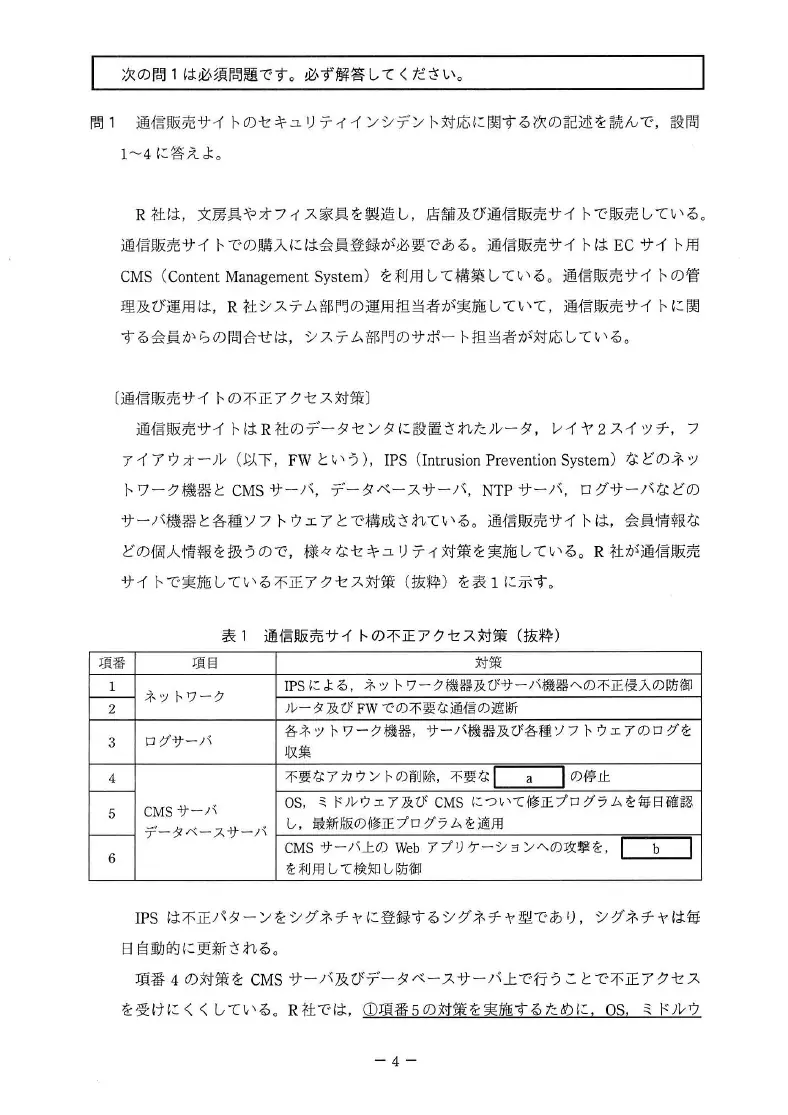 次の問1は必須問題です。必ず解答してください。
問1 通信販売サイトのセキュリティインシデント対応に関する次の記述を読んで，設問
1～4に答えよ。
R社は，文房具やオフィス家具を製造し，店舗及び通信販売サイトで販売している。
通信販売サイトでの購入には会員登録が必要である。通信販売サイトはECサイト用
CMS（Content Management System）を利用して構築している。通信販売サイトの管
理及び運用は，R社システム部門の運用担当者が実施していて，通信販売サイトに関
する会員からの問合せは，システム部門のサポート担当者が対応している。
〔通信販売サイトの不正アクセス対策〕
通信販売サイトはR社のデータセンタに設置されたルータ，レイヤ2スイッチ，フ
ァイアウォール（以下，FWという），IPS（Intrusion Prevention System）などのネッ
トワーク機器とCMSサーバ，データベースサーバ，NTPサーバ，ログサーバなどの
サーバ機器と各種ソフトウェアとで構成されている。通信販売サイトは，会員情報な
どの個人情報を扱うので，様々なセキュリティ対策を実施している。R社が通信販売
サイトで実施している不正アクセス対策（抜粋）を表1に示す。
表1 通信販売サイトの不正アクセス対策（抜粋）
項番 項目 対策
1 ネットワーク IPSによる，ネットワーク機器及びサーバ機器への不正侵入の防御
2 ルータ及びFWでの不要な通信の遮断
3 ログサーバ 各ネットワーク機器，サーバ機器及び各種ソフトウェアのログを
収集
4 不要なアカウントの削除，不要な a の停止
5 CMSサーバ OS，ミドルウェア及びCMSについて修正プログラムを毎日確認
データベースサーバ し，最新版の修正プログラムを適用
6 CMSサーバ上のWebアプリケーションへの攻撃を， b
を利用して検知し防御
IPSは不正パターンをシグネチャに登録するシグネチャ型であり，シグネチャは毎
日自動的に更新される。
項番4の対策をCMSサーバ及びデータベースサーバ上で行うことで不正アクセス
を受けにくくしている。R社では，①項番5の対策を実施するために，OS，ミドルウ
－4－